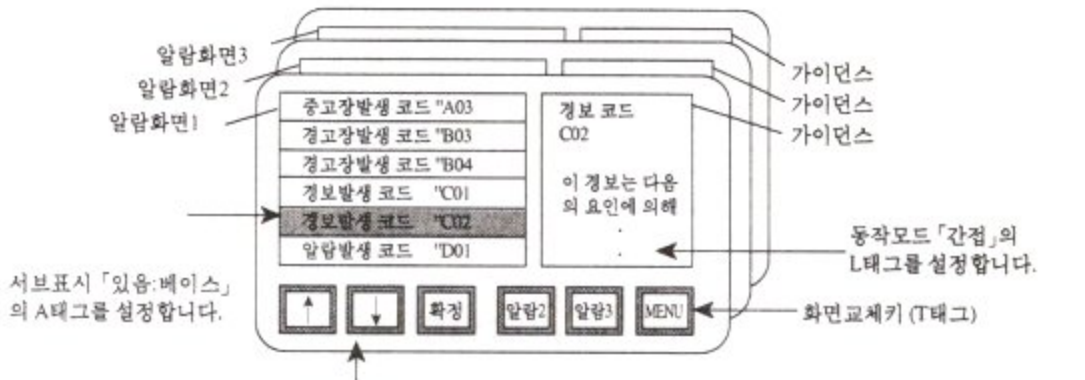 알람화면3
알람화면2
알람화면1
가이던스
가이던스
가이던스
중고장발생 코드 "A03
경고장발생 코드 "B03
경고장발생 코드 "B04
경보발생 코드 "C01
경보발생 코드 "C02
알람발생 코드 "D01
경보 코드
C02
이 경보는 다음
의 요인에 의해
.
.
동작모드 「간접」의
L태그를 설정합니다.
서브표시 「있음:베이스」
의 A태그를 설정합니다.
↑
↓
확정
알람2
알람3
MENU
화면교체키 (T태그)